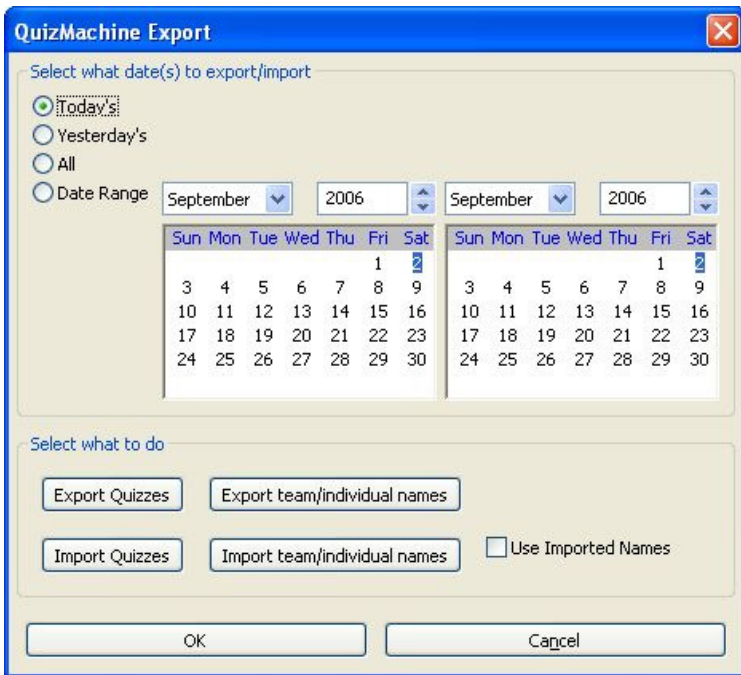 QuizMachine Export
Select what date(s) to export/import
Today's
Yesterday's
All
Date Range September 2006 September 2006
Sun Mon Tue Wed Thu Fri Sat Sun Mon Tue Wed Thu Fri Sat
1 2 1 2
3 4 5 6 7 8 9 3 4 5 6 7 8 9
10 11 12 13 14 15 16 10 11 12 13 14 15 16
17 18 19 20 21 22 23 17 18 19 20 21 22 23
24 25 26 27 28 29 30 24 25 26 27 28 29 30
Select what to do
Export Quizzes Export team/individual names
Import Quizzes Import team/individual names Use Imported Names
OK Cancel